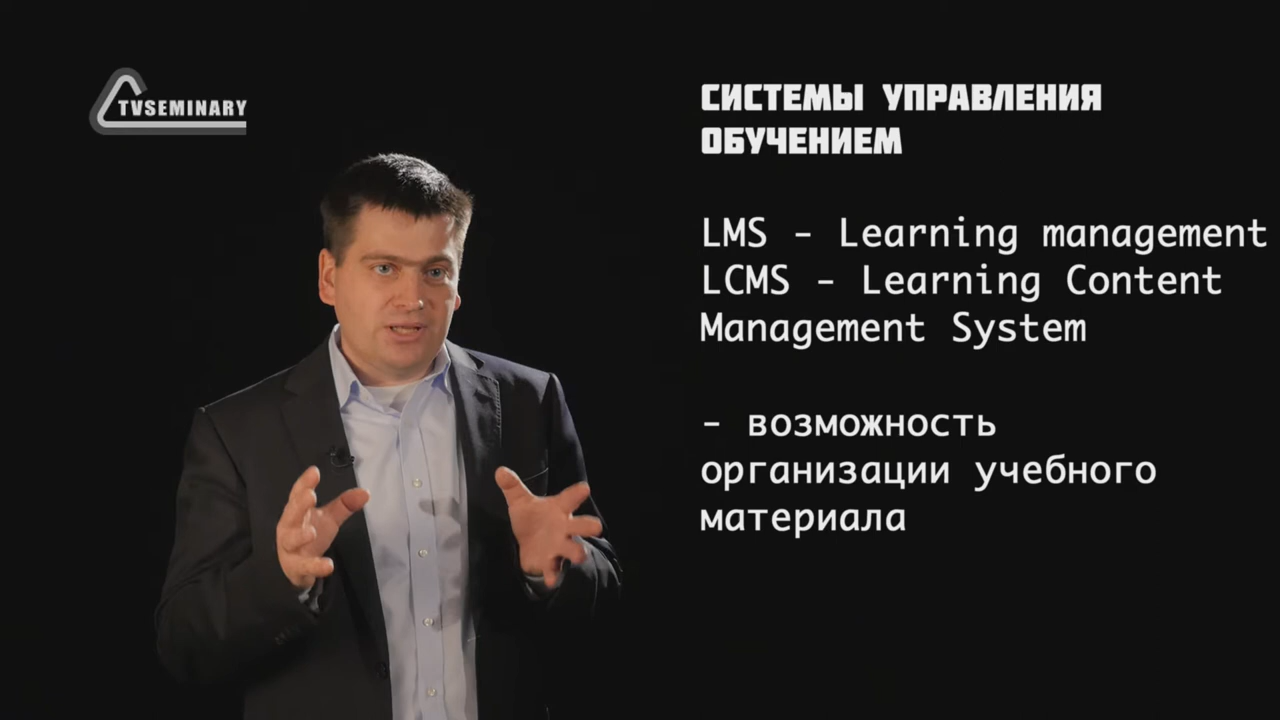 TVSEMINARY
СИСТЕМЫ УПРАВЛЕНИЯ
ОБУЧЕНИЕМ
LMS - Learning management
LCMS - Learning Content
Management System
- возможность
организации учебного
материала